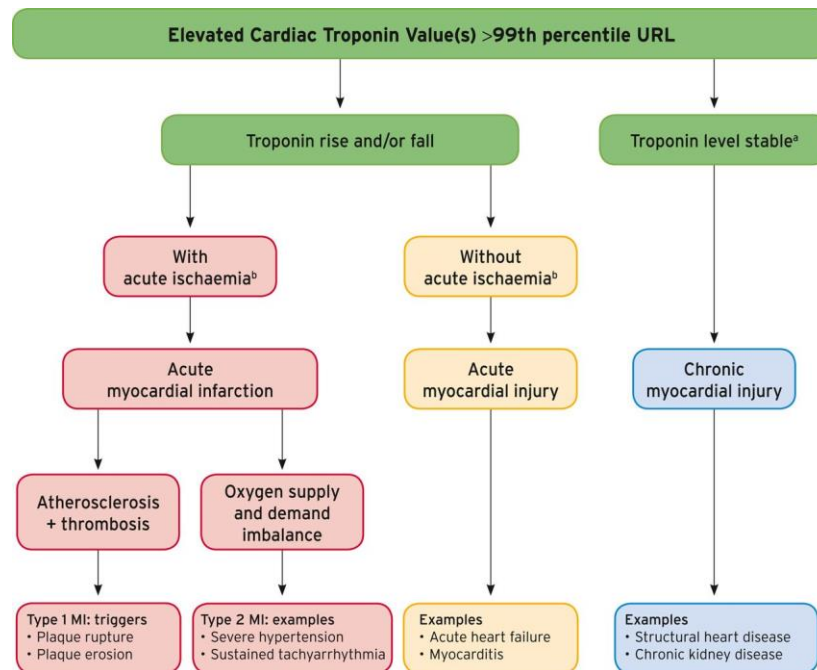 Elevated Cardiac Troponin Value(s) >99th percentile URL
Troponin rise and/or fall
Troponin level stableᵃ
With
acute ischaemiaᵇ
Without
acute ischaemiaᵇ
Acute
myocardial infarction
Acute
myocardial injury
Chronic
myocardial injury
Atherosclerosis
+ thrombosis
Oxygen supply
and demand
imbalance
Type 1 MI: triggers
• Plaque rupture
• Plaque erosion
Type 2 MI: examples
• Severe hypertension
• Sustained tachyarrhythmia
Examples
• Acute heart failure
• Myocarditis
Examples
• Structural heart disease
• Chronic kidney disease